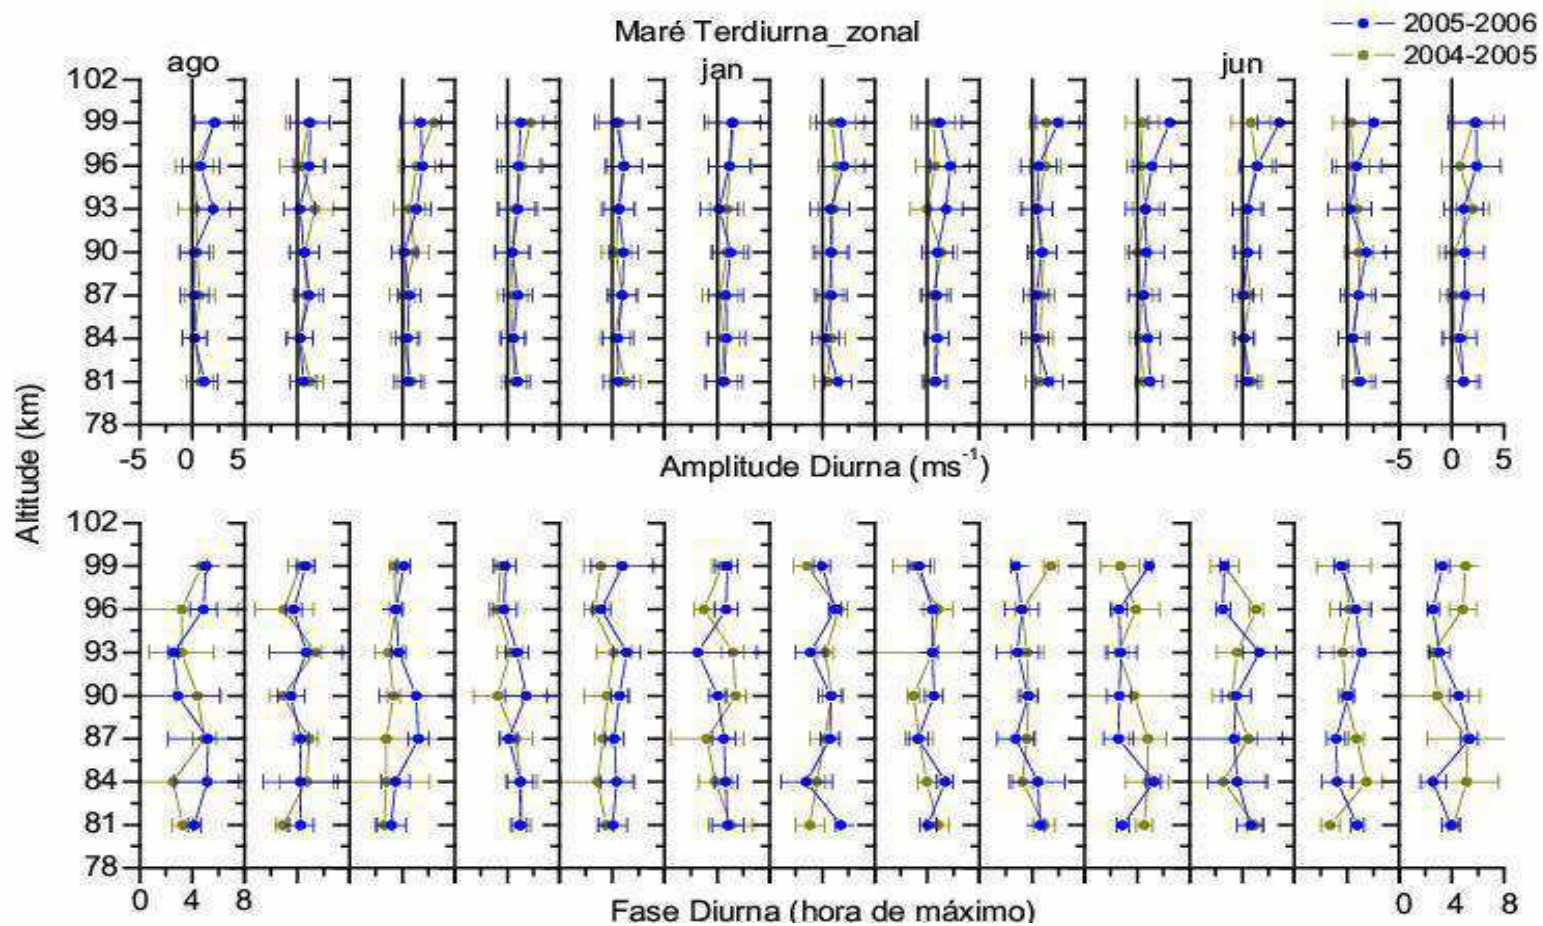 Maré Terdiurna_zonal
2005-2006
2004-2005
ago
jan
jun
102
99
96
93
90
87
84
81
78
-5 0 5
-5 0 5
Amplitude Diurna (ms-1)
Altitude (km)
102
99
96
93
90
87
84
81
78
0 4 8
0 4 8
Fase Diurna (hora de máximo)